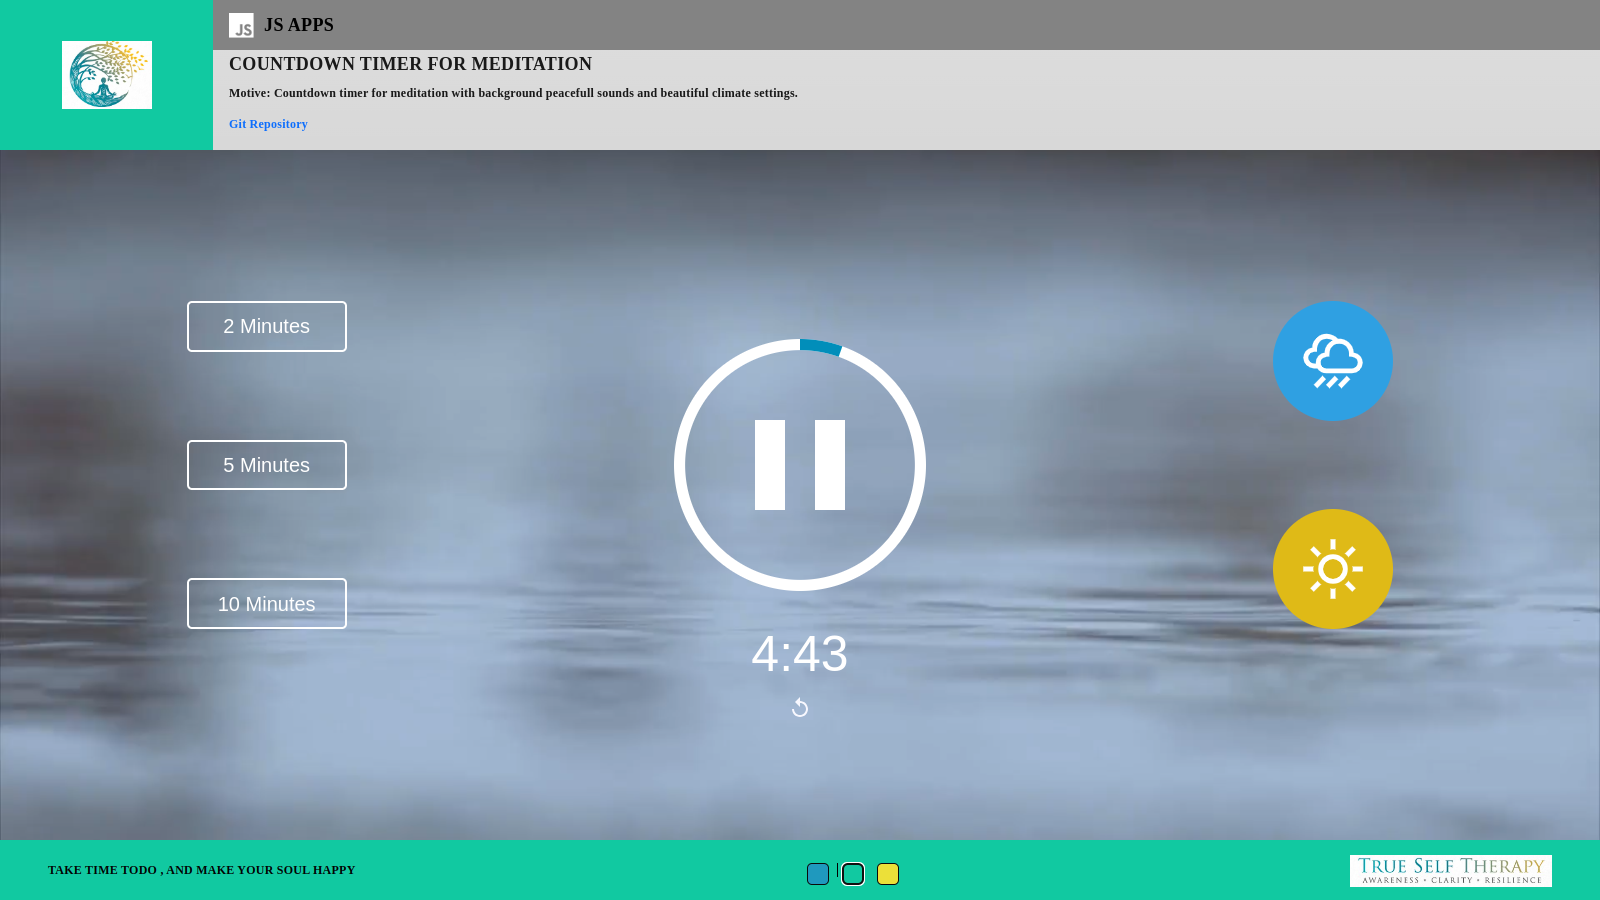 JS
JS APPS
COUNTDOWN TIMER FOR MEDITATION
Motive: Countdown timer for meditation with background peacefull sounds and beautiful climate settings.
Git Repository
2 Minutes
5 Minutes
10 Minutes
4:43
TAKE TIME TODO , AND MAKE YOUR SOUL HAPPY
TRUE SELF THERAPY
AWARENESS • CLARITY • RESILIENCE